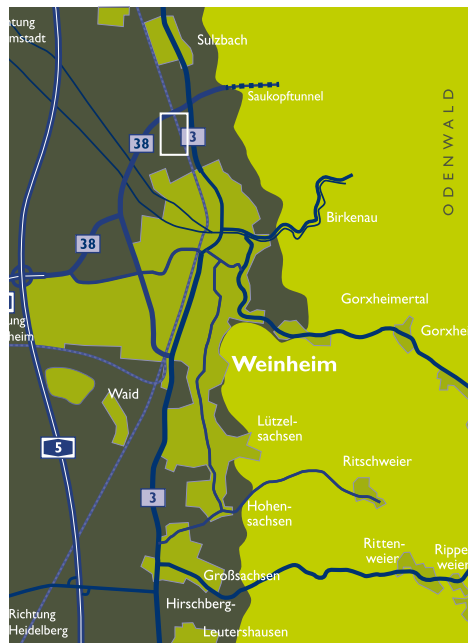 htung
mstadt
Sulzbach
Saukopftunnel
ODENWALD
3
38
Birkenau
38
Gorxheimertal
ung
heim
Gorxhei
Weinheim
Waid
Lützel-
sachsen
5
Ritschweier
3
Hohen-
sachsen
Ritten-
weier
Rippe
weier
Großsachsen
Hirschberg-
Richtung
Heidelberg
Leutershausen